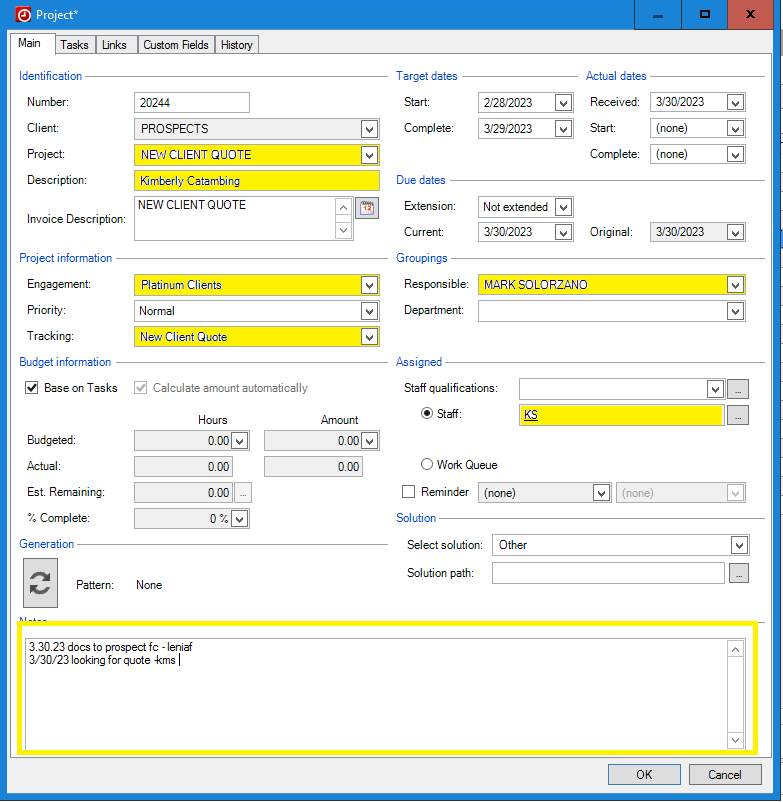 Project*
Main Tasks Links Custom Fields History
Identification
Number: 20244
Client: PROSPECTS
Project: NEW CLIENT QUOTE
Description: Kimberly Catambing
Invoice Description: NEW CLIENT QUOTE
Target dates
Start: 2/28/2023
Complete: 3/29/2023
Actual dates
Received: 3/30/2023
Start: (none)
Complete: (none)
Due dates
Extension: Not extended
Current: 3/30/2023 Original: 3/30/2023
Project information
Engagement: Platinum Clients
Priority: Normal
Tracking: New Client Quote
Groupings
Responsible: MARK SOLORZANO
Department:
Budget information
Base on Tasks Calculate amount automatically
Hours Amount
Budgeted: 0.00 0.00
Actual: 0.00 0.00
Est. Remaining: 0.00 ...
% Complete: 0 %
Assigned
Staff qualifications: ...
Staff: KS ...
Work Queue
Reminder (none) (none)
Generation
Pattern: None
Solution
Select solution: Other
Solution path: ...
Notes
3.30.23 docs to prospect fc - leniaf
3/30/23 looking for quote -kms
OK Cancel